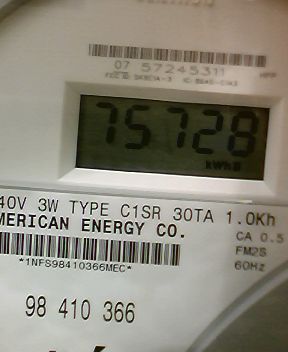 07 57245311
75728
kWh
40V 3W TYPE C1SR 30TA 1.0Kh
MERICAN ENERGY CO.
CA 0.5
FM2S
60Hz
*1NFS98410366MEC*
98 410 366